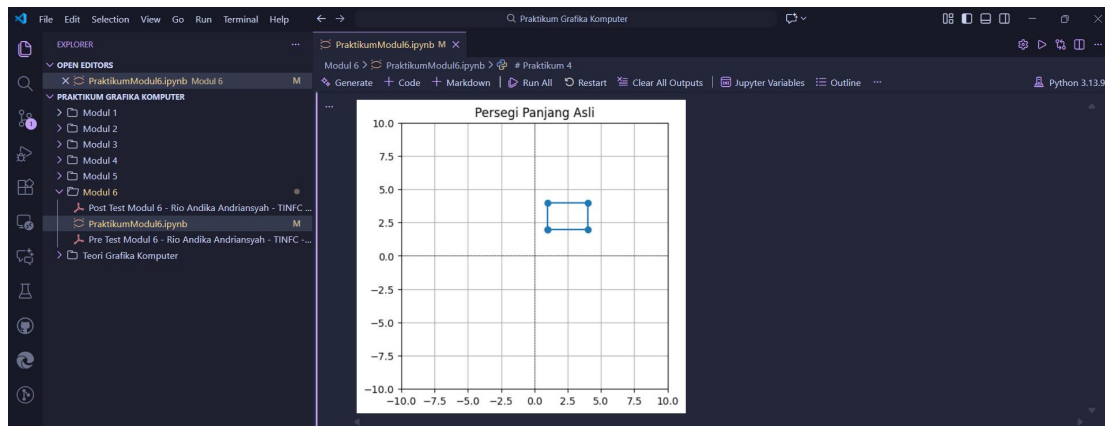 File Edit Selection View Go Run Terminal Help
Praktikum Grafika Komputer
EXPLORER
PraktikumModul6.ipynb M
OPEN EDITORS
Modul 6 > PraktikumModul6.ipynb > # Praktikum 4
PraktikumModul6.ipynb Modul 6 M
Generate + Code + Markdown Run All Restart Clear All Outputs Jupyter Variables Outline ... Python 3.13.9
PRAKTIKUM GRAFIKA KOMPUTER
Modul 1
Modul 2
Modul 3
Modul 4
Modul 5
Modul 6
Post Test Modul 6 - Rio Andika Andriansyah - TINFC ...
PraktikumModul6.ipynb M
Pre Test Modul 6 - Rio Andika Andriansyah - TINFC -...
Teori Grafika Komputer
1
Persegi Panjang Asli
10.0
7.5
5.0
2.5
0.0
−2.5
−5.0
−7.5
−10.0
−10.0 −7.5 −5.0 −2.5 0.0 2.5 5.0 7.5 10.0